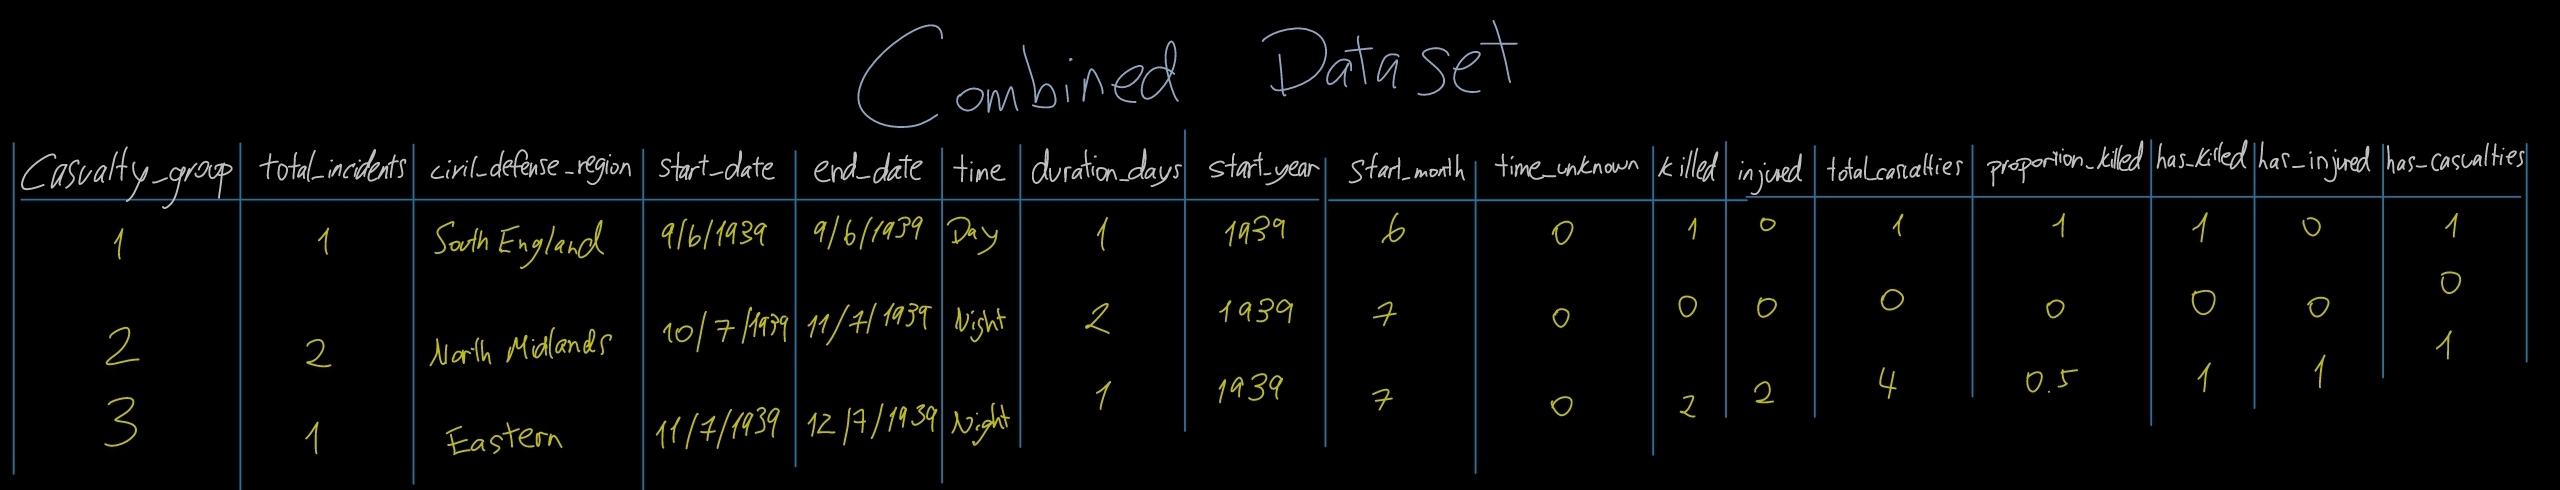 Combined Dataset
Casualty_group total_incidents civil_defense_region start_date end_date time duration_days start_year start_month time_unknown killed injured total_casualties proportion_killed has_killed has_injured has_casualties
1 1 South England 9/6/1939 9/6/1939 Day 1 1939 6 0 1 0 1 1 1 0 1
2 2 North Midlands 10/7/1939 11/7/1939 Night 2 1939 7 0 0 0 0 0 0 0 0
3 1 Eastern 11/7/1939 12/7/1939 Night 1 1939 7 0 2 2 4 0.5 1 1 1